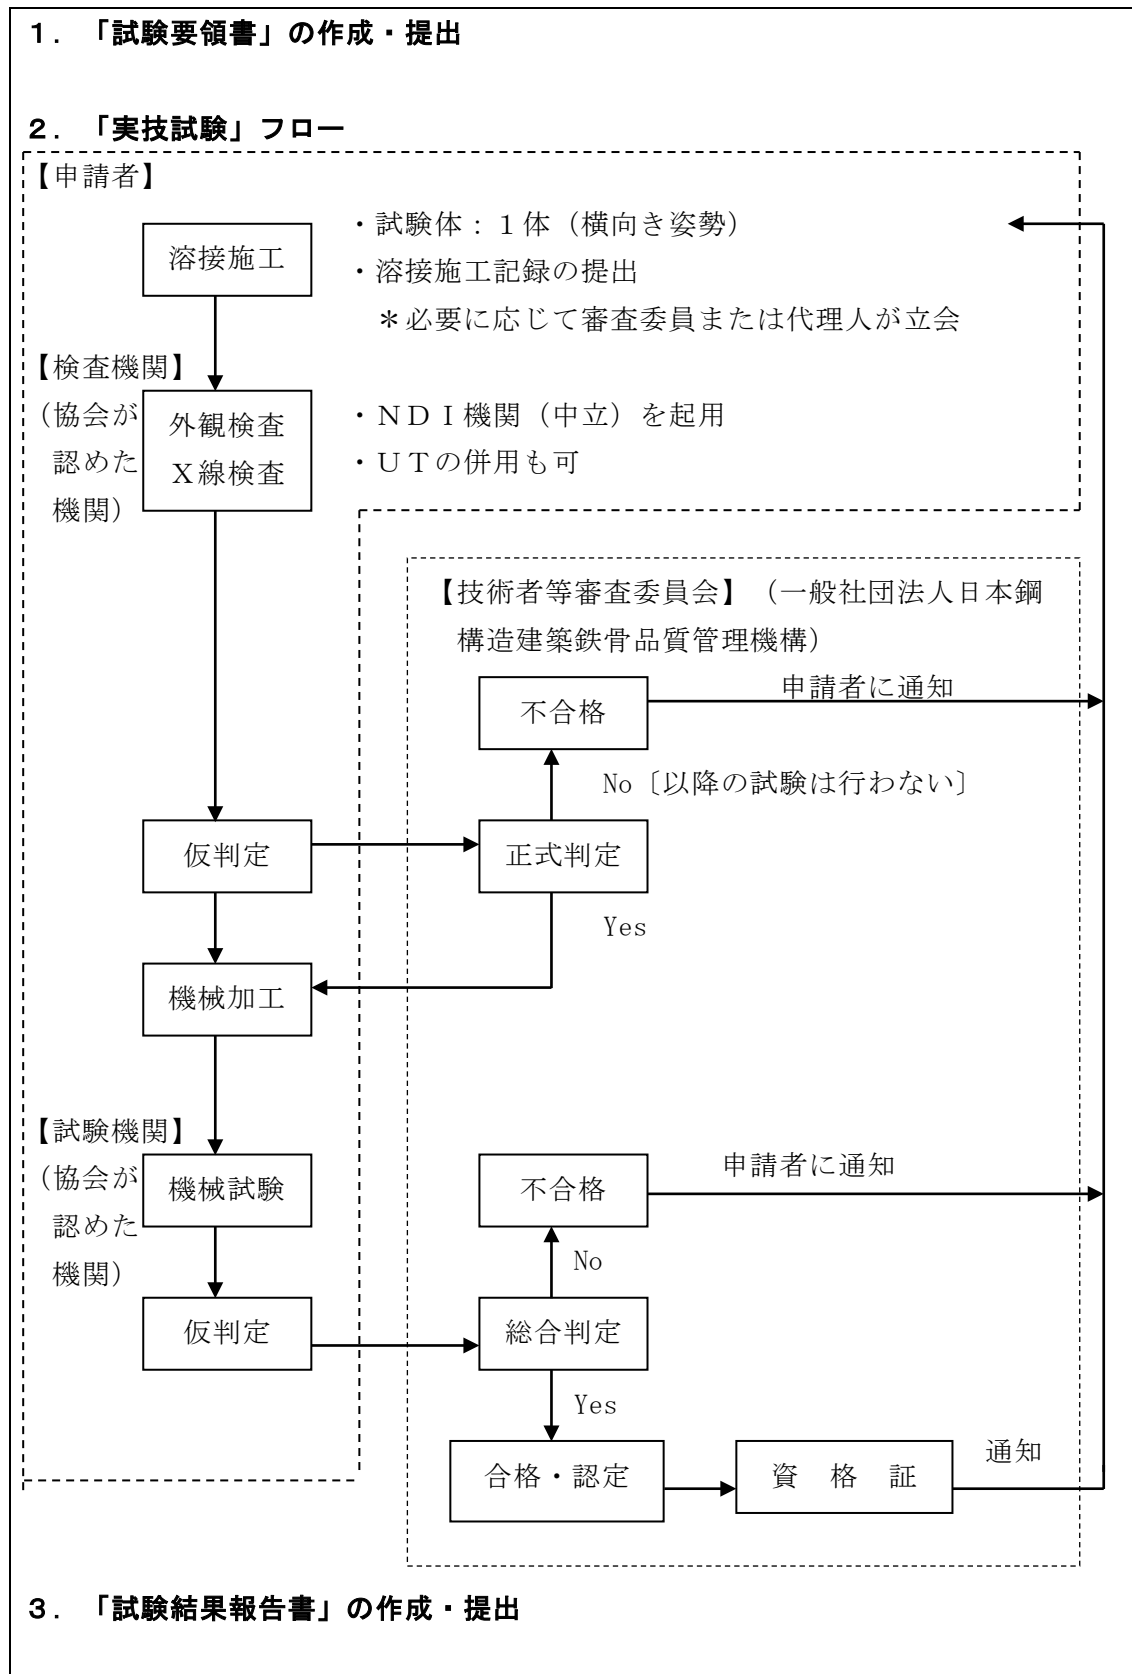 １．「試験要領書」の作成・提出
２．「実技試験」フロー
【申請者】
溶接施工
・試験体：１体（横向き姿勢）
・溶接施工記録の提出
＊必要に応じて審査委員または代理人が立会
【検査機関】
（協会が
認めた
機関）
外観検査
Ｘ線検査
・ＮＤＩ機関（中立）を起用
・ＵＴの併用も可
【技術者等審査委員会】（一般社団法人日本鋼
構造建築鉄骨品質管理機構）
不合格
申請者に通知
No〔以降の試験は行わない〕
仮判定
正式判定
Yes
機械加工
【試験機関】
（協会が
認めた
機関）
機械試験
不合格
申請者に通知
No
仮判定
総合判定
Yes
合格・認定
資　格　証
通知
３．「試験結果報告書」の作成・提出